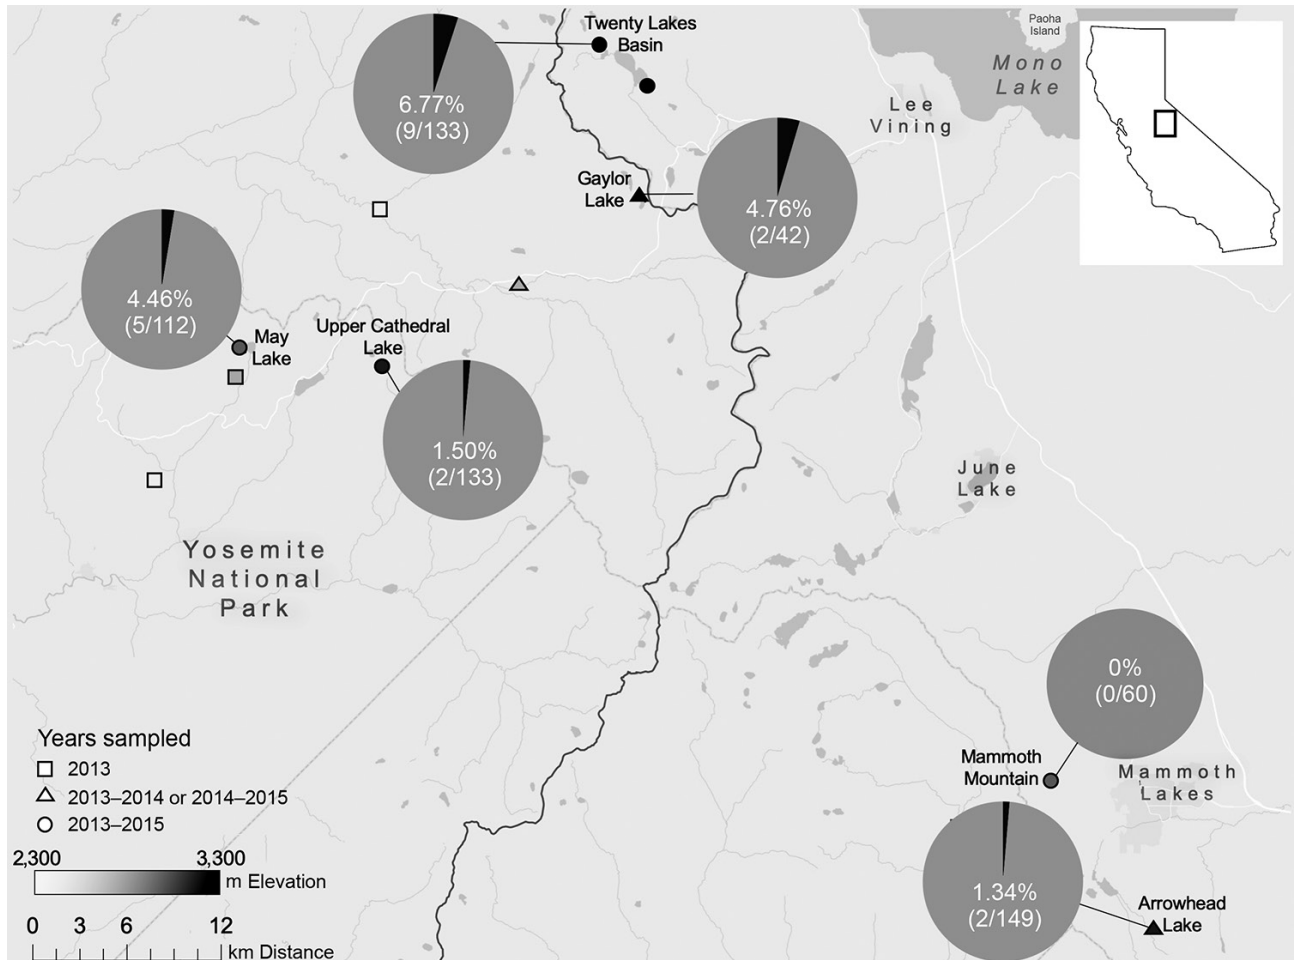 Twenty Lakes
Basin
Paoha
Island
Mono
Lake
Lee
Vining
6.77%
(9/133)
Gaylor
Lake
4.76%
(2/42)
4.46%
(5/112)
May
Lake
Upper Cathedral
Lake
1.50%
(2/133)
June
Lake
Yosemite
National
Park
0%
(0/60)
Mammoth
Mountain
Mammoth
Lakes
1.34%
(2/149)
Arrowhead
Lake
Years sampled
2013
2013–2014 or 2014–2015
2013–2015
2,300 3,300
m Elevation
0 3 6 12
km Distance